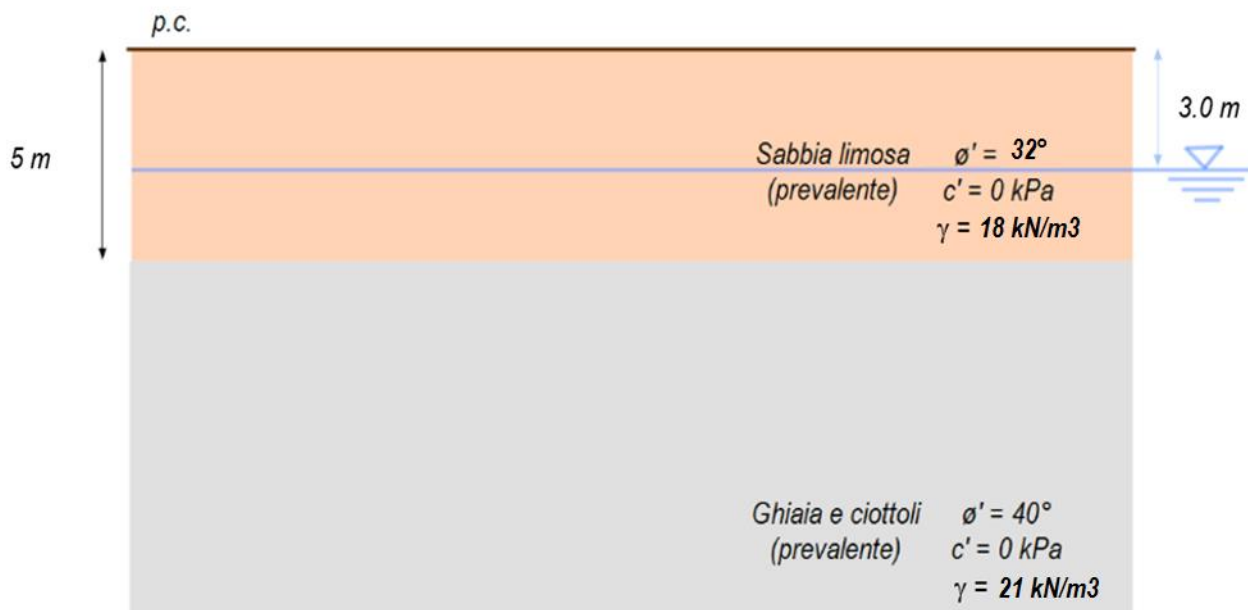 p.c.
5 m
3.0 m
Sabbia limosa ø' = 32°
(prevalente) c' = 0 kPa
γ = 18 kN/m3
Ghiaia e ciottoli ø' = 40°
(prevalente) c' = 0 kPa
γ = 21 kN/m3